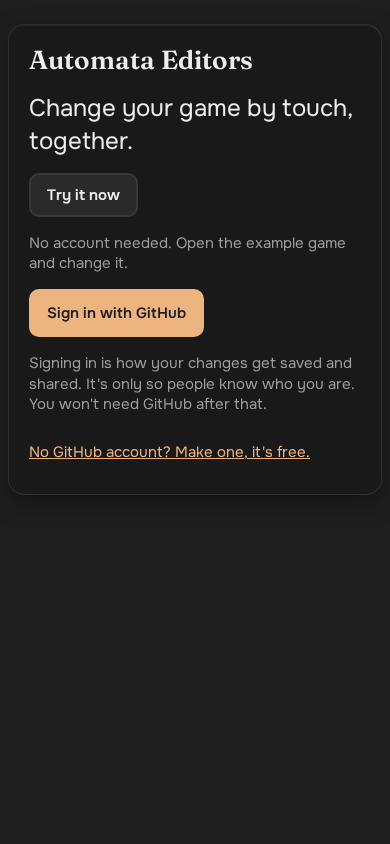 Automata Editors
Change your game by touch,
together.
Try it now
No account needed. Open the example game
and change it.
Sign in with GitHub
Signing in is how your changes get saved and
shared. It's only so people know who you are.
You won't need GitHub after that.
No GitHub account? Make one, it's free.